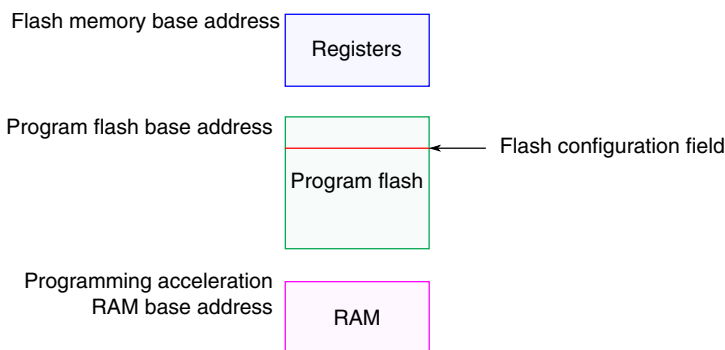 Flash memory base address
Registers
Program flash base address
Flash configuration field
Program flash
Programming acceleration
RAM base address
RAM